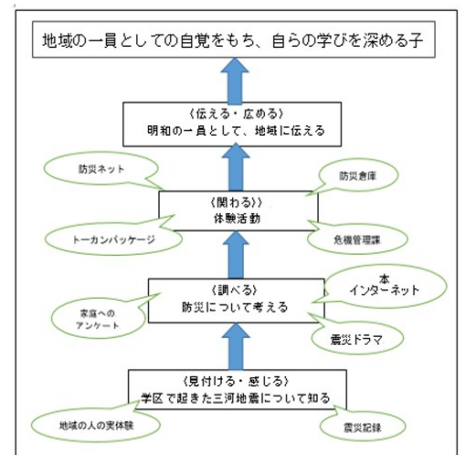 地域の一員としての自覚をもち、自らの学びを深める子
〈伝える・広める〉
明和の一員として、地域に伝える
防災ネット
防災倉庫
〈関わる〉〉
体験活動
トーカンパッケージ
危機管理課
〈調べる〉
防災について考える
本
インターネット
家庭への
アンケート
震災ドラマ
〈見付ける・感じる〉
学区で起きた三河地震について知る
地域の人の実体験
震災記録